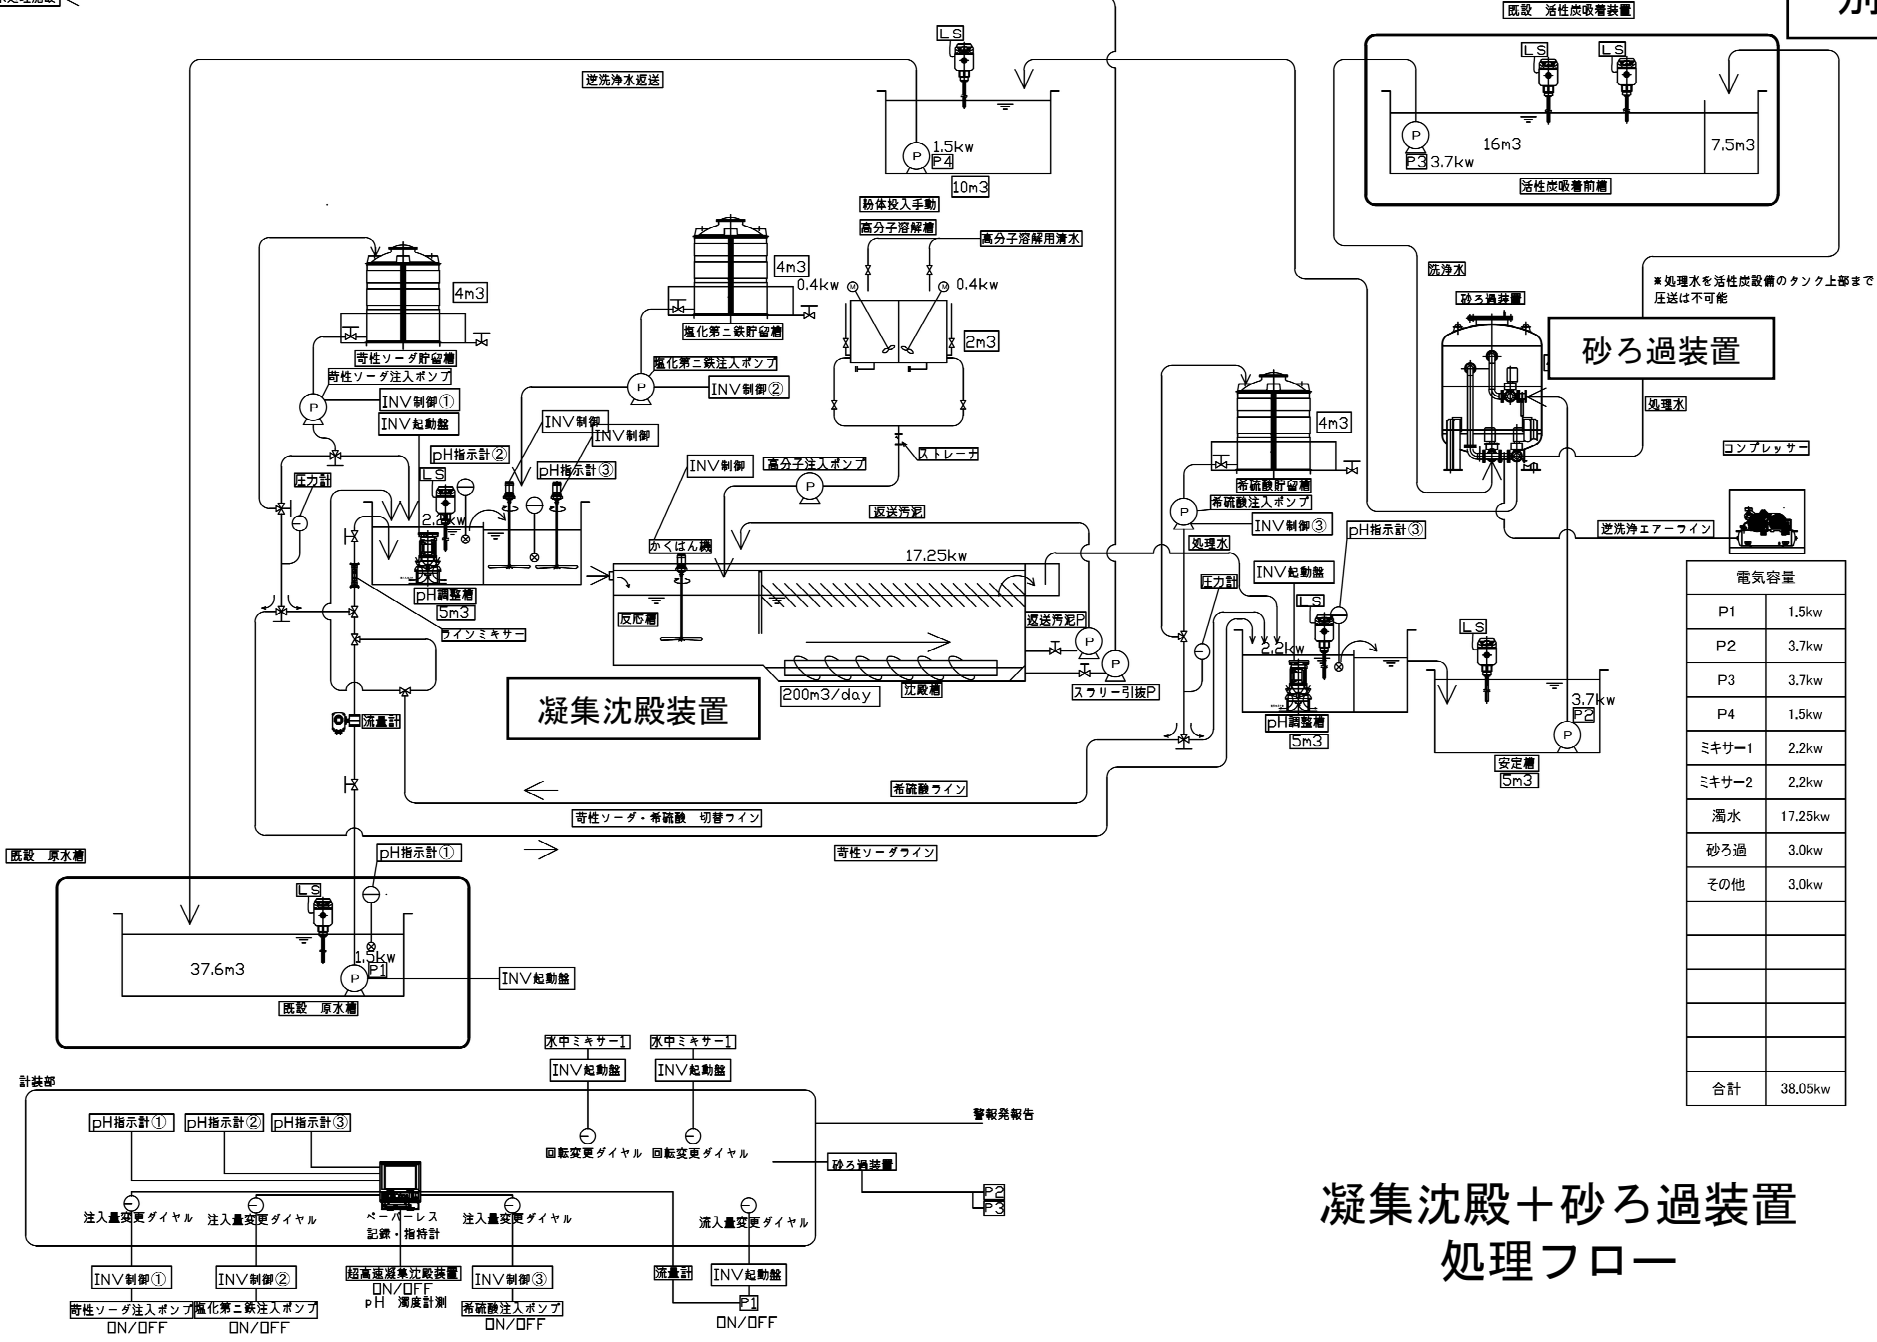 既設　活性炭吸着装置
LS
逆洗浄水返送
LS
LS
P
1.5kw
P4
10m3
P
P3
3.7kw
16m3
7.5m3
活性炭吸着前槽
粉体投入手動
高分子溶解槽
高分子溶解用清水
4m3
0.4kw
M
M
0.4kw
塩化第二鉄貯留槽
2m3
4m3
苛性ソーダ貯留槽
苛性ソーダ注入ポンプ
P
INV制御①
INV起動盤
塩化第二鉄注入ポンプ
P
INV制御②
洗浄水
砂ろ過装置
※処理水を活性炭設備のタンク上部まで
圧送は不可能
砂ろ過装置
処理水
コンプレッサー
逆洗浄エアーライン
4m3
希硫酸貯留槽
希硫酸注入ポンプ
P
INV制御③
pH指示計③
処理水
圧力計
INV起動盤
LS
2.2kw
pH調整槽
5m3
LS
3.7kw
P2
P
安定槽
5m3
INV制御
INV制御
pH指示計②
LS
pH指示計③
圧力計
2.2kw
pH調整槽
5m3
ラインミキサー
INV制御
高分子注入ポンプ
P
ストレーナ
返送汚泥
かくはん機
17.25kw
反応槽
返送汚泥P
P
P
スラリー引抜P
200m3/day
沈殿槽
凝集沈殿装置
流量計
希硫酸ライン
苛性ソーダ・希硫酸　切替ライン
苛性ソーダライン
既設　原水槽
pH指示計①
LS
37.6m3
1.5kw
P1
P
INV起動盤
既設　原水槽
電気容量
P1 1.5kw
P2 3.7kw
P3 3.7kw
P4 1.5kw
ミキサー1 2.2kw
ミキサー2 2.2kw
濁水 17.25kw
砂ろ過 3.0kw
その他 3.0kw
合計 38.05kw
計装部
水中ミキサー1
水中ミキサー1
INV起動盤
INV起動盤
pH指示計①
pH指示計②
pH指示計③
回転変更ダイヤル
回転変更ダイヤル
警報発報告
砂ろ過装置
P2
P3
注入量変更ダイヤル
注入量変更ダイヤル
ペーパーレス
記録・指持計
注入量変更ダイヤル
流入量変更ダイヤル
INV制御①
INV制御②
超高速凝集沈殿装置
ON/OFF
pH　濁度計測
INV制御③
流量計
INV起動盤
苛性ソーダ注入ポンプ
ON/OFF
塩化第二鉄注入ポンプ
ON/OFF
希硫酸注入ポンプ
ON/OFF
P1
ON/OFF
凝集沈殿＋砂ろ過装置
処理フロー